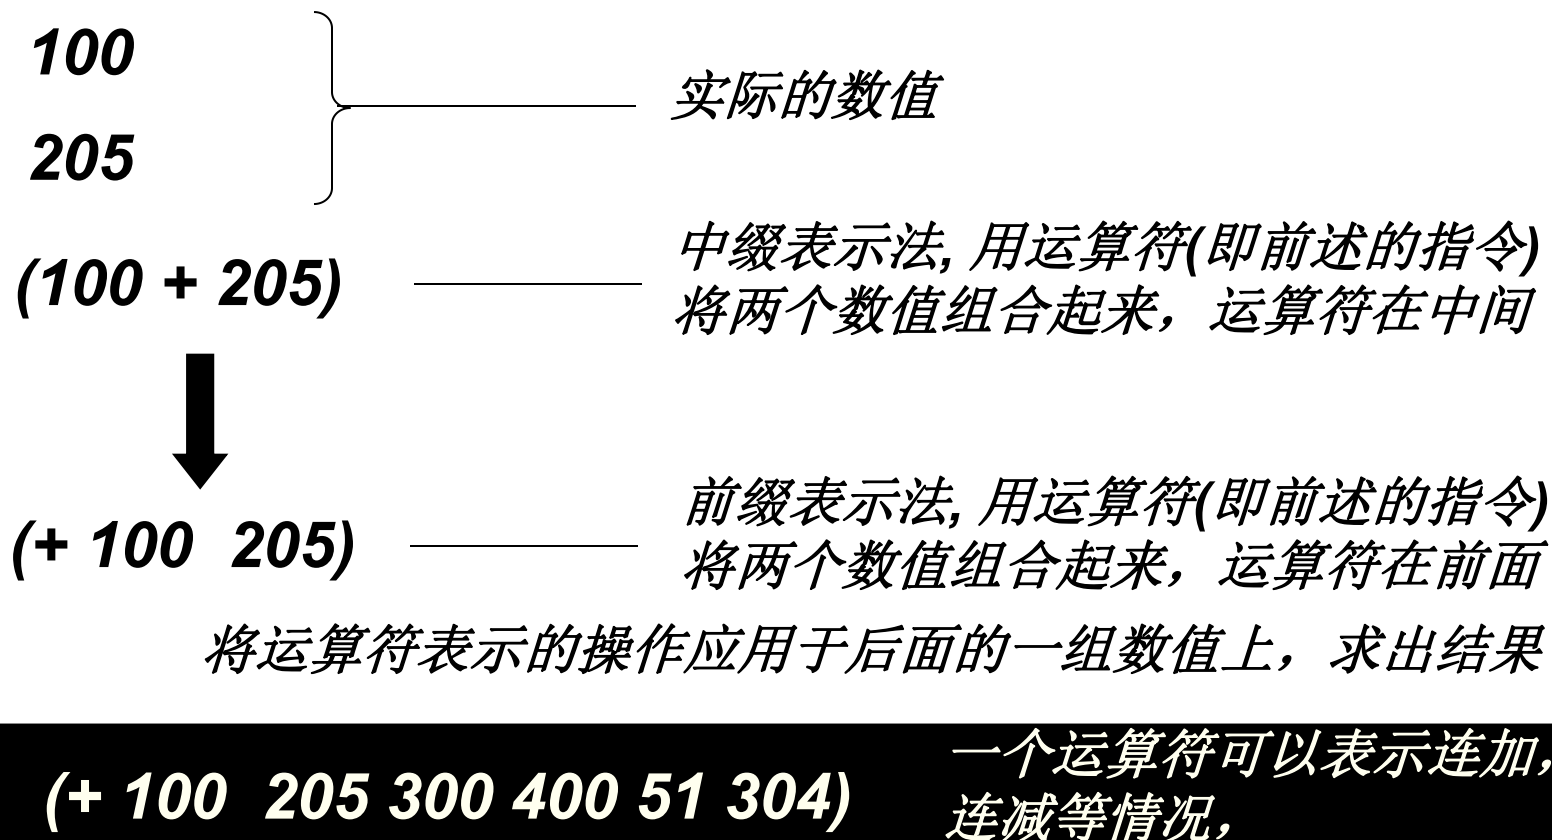 100
实际的数值
205
(100 + 205)
中缀表示法, 用运算符(即前述的指令)
将两个数值组合起来，运算符在中间
(+ 100 205)
前缀表示法, 用运算符(即前述的指令)
将两个数值组合起来，运算符在前面
将运算符表示的操作应用于后面的一组数值上，求出结果
(+ 100 205 300 400 51 304)
一个运算符可以表示连加，
连减等情况，